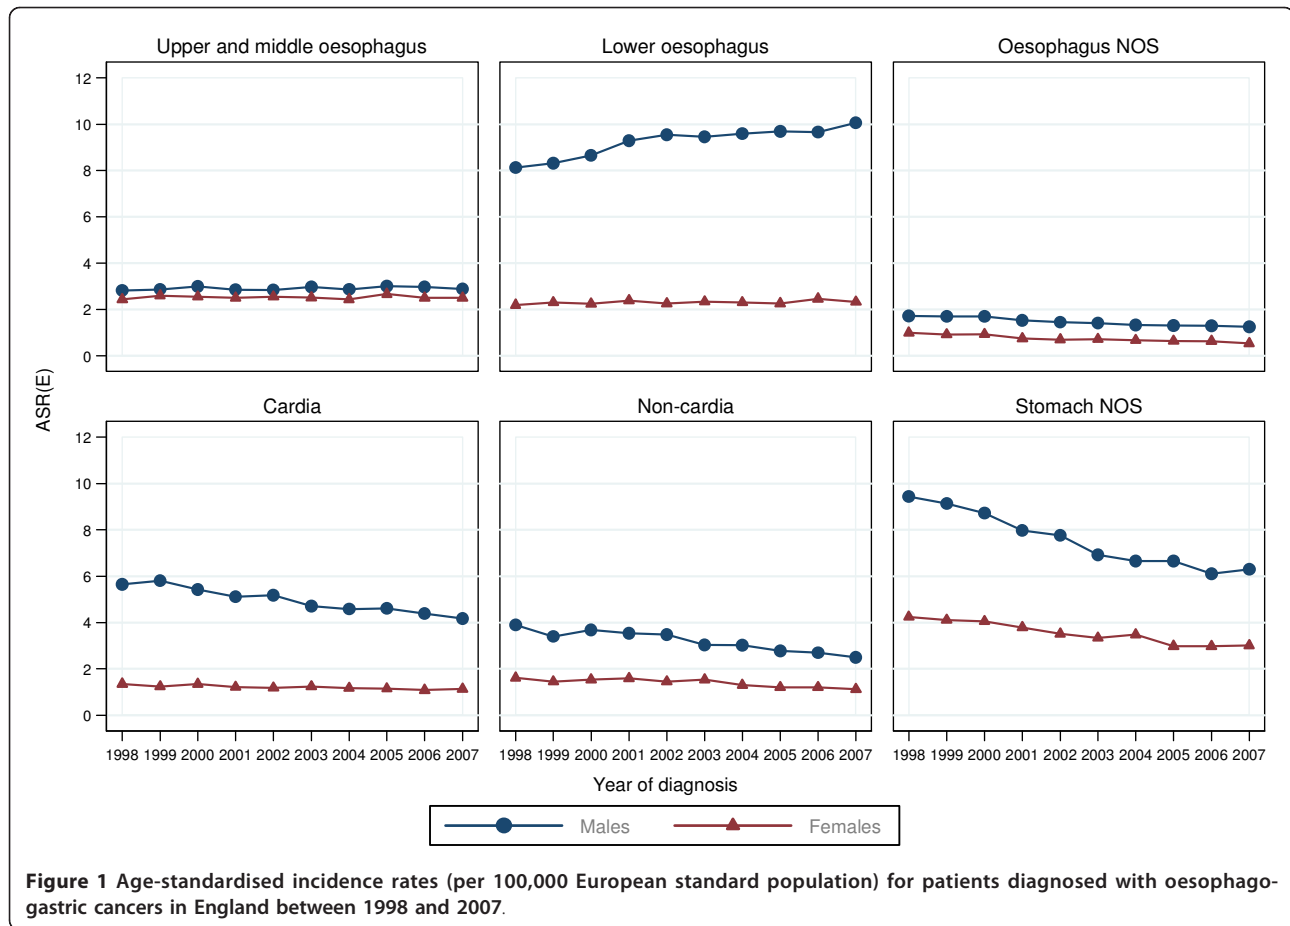 Upper and middle oesophagus
Lower oesophagus
Oesophagus NOS
12
10
8
6
4
2
0
ASR(E)
Cardia
Non-cardia
Stomach NOS
12
10
8
6
4
2
0
1998 1999 2000 2001 2002 2003 2004 2005 2006 2007
1998 1999 2000 2001 2002 2003 2004 2005 2006 2007
1998 1999 2000 2001 2002 2003 2004 2005 2006 2007
Year of diagnosis
Males
Females
Figure 1 Age-standardised incidence rates (per 100,000 European standard population) for patients diagnosed with oesophago-
gastric cancers in England between 1998 and 2007.